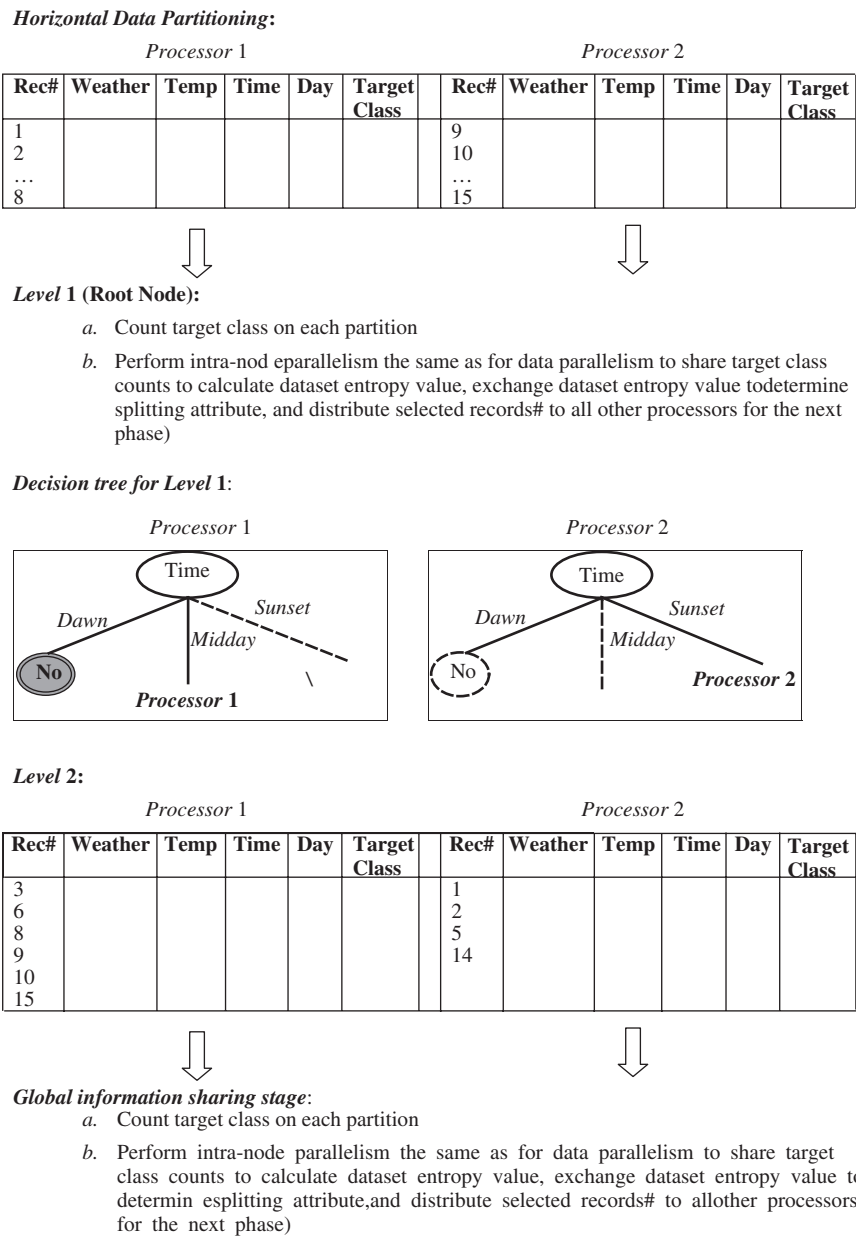 Horizontal Data Partitioning:
Processor 1 Processor 2
Rec# Weather Temp Time Day Target Class Rec# Weather Temp Time Day Target Class
1 9
2 10
... ...
8 15
Level 1 (Root Node):
a. Count target class on each partition
b. Perform intra-nod eparallelism the same as for data parallelism to share target class
counts to calculate dataset entropy value, exchange dataset entropy value todetermine
splitting attribute, and distribute selected records# to all other processors for the next
phase)
Decision tree for Level 1:
Processor 1 Processor 2
Time Time
Dawn Sunset Dawn Sunset
Midday Midday
No \ No
Processor 1 Processor 2
Level 2:
Processor 1 Processor 2
Rec# Weather Temp Time Day Target Class Rec# Weather Temp Time Day Target Class
3 1
6 2
8 5
9 14
10
15
Global information sharing stage:
a. Count target class on each partition
b. Perform intra-node parallelism the same as for data parallelism to share target
class counts to calculate dataset entropy value, exchange dataset entropy value to
determin esplitting attribute,and distribute selected records# to allother processors
for the next phase)